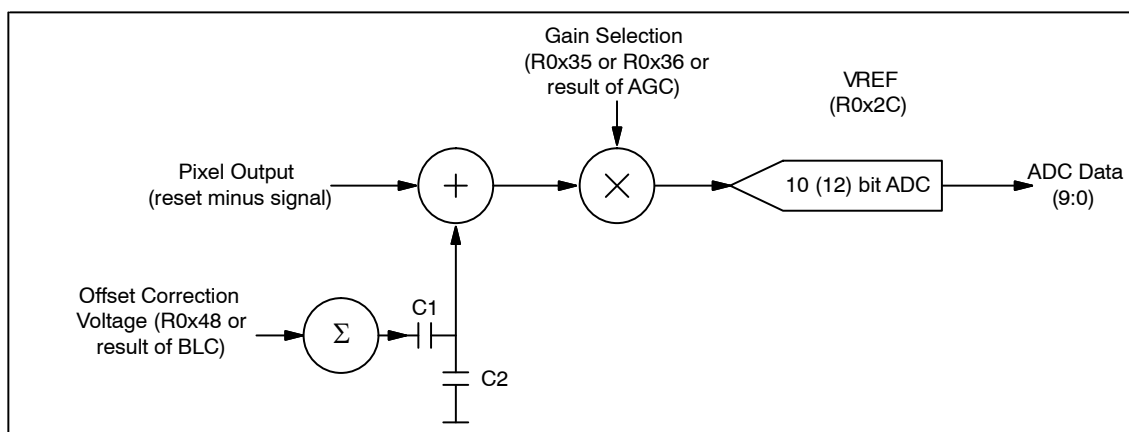 Gain Selection
(R0x35 or R0x36 or
result of AGC)
VREF
(R0x2C)
Pixel Output
(reset minus signal)
+
×
10 (12) bit ADC
ADC Data
(9:0)
Offset Correction
Voltage (R0x48 or
result of BLC)
Σ
C1
C2